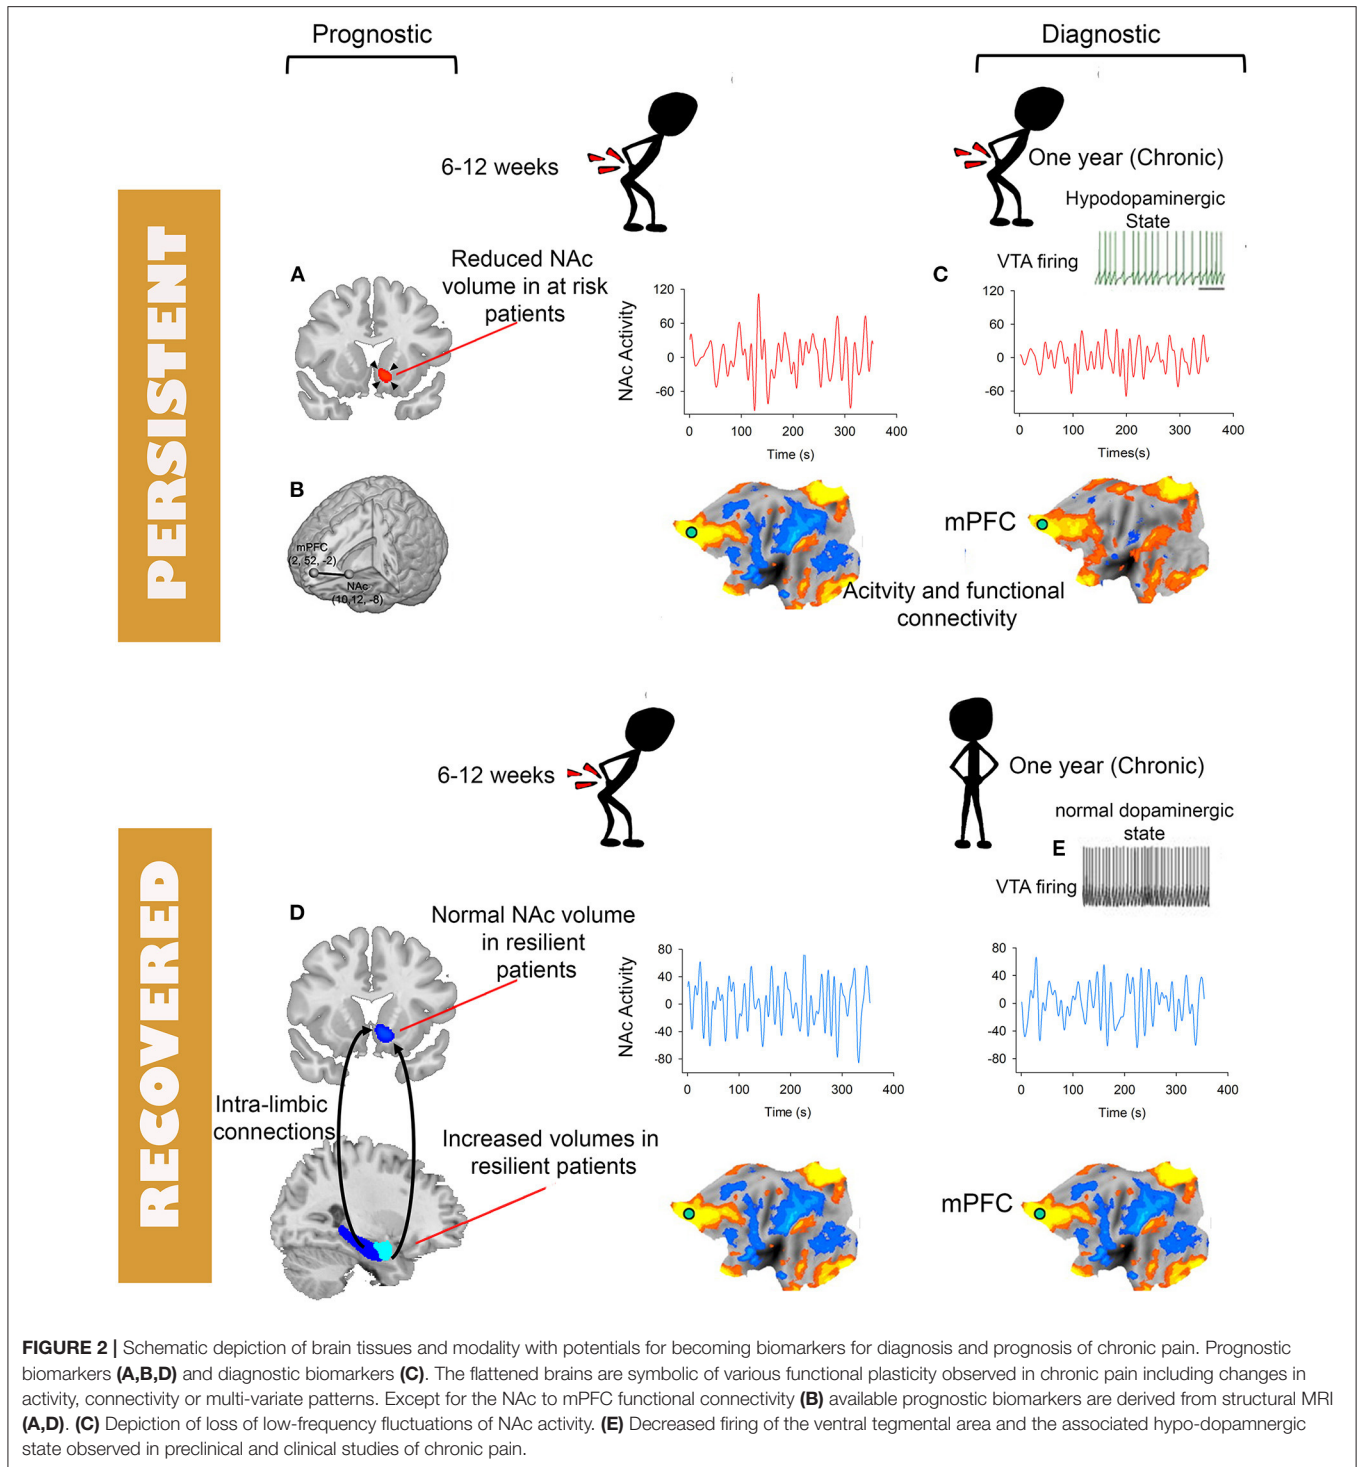 Prognostic
Diagnostic
PERSISTENT
6-12 weeks
One year (Chronic)
Hypodopaminergic
State
VTA firing
A
Reduced NAc
volume in at risk
patients
NAc Activity
120
60
0
-60
0 100 200 300 400
Time (s)
C
120
60
0
-60
0 100 200 300 400
Times(s)
B
mPFC
(2, 52, -2)
NAc
(10,12, -8)
mPFC
Acitvity and functional
connectivity
RECOVERED
6-12 weeks
One year (Chronic)
normal dopaminergic
state
E
VTA firing
D
Normal NAc volume
in resilient
patients
NAc Activity
80
40
0
-40
-80
0 100 200 300 400
Time (s)
80
40
0
-40
-80
0 100 200 300 400
Time (s)
Intra-limbic
connections
Increased volumes in
resilient patients
mPFC
FIGURE 2 | Schematic depiction of brain tissues and modality with potentials for becoming biomarkers for diagnosis and prognosis of chronic pain. Prognostic
biomarkers (A,B,D) and diagnostic biomarkers (C). The flattened brains are symbolic of various functional plasticity observed in chronic pain including changes in
activity, connectivity or multi-variate patterns. Except for the NAc to mPFC functional connectivity (B) available prognostic biomarkers are derived from structural MRI
(A,D). (C) Depiction of loss of low-frequency fluctuations of NAc activity. (E) Decreased firing of the ventral tegmental area and the associated hypo-dopamnergic
state observed in preclinical and clinical studies of chronic pain.